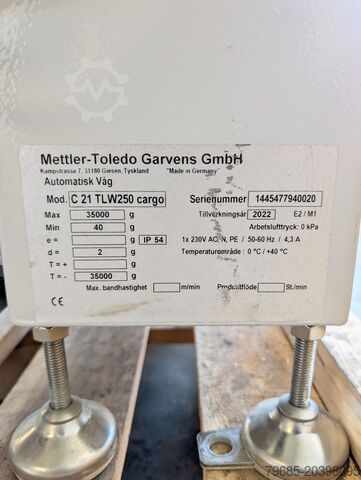 Mettler-Toledo Garvens GmbH
Kampstrasse 7, 31180 Giesen, Tyskland "Made in Germany"
Automatisk Våg
Mod. C 21 TLW250 cargo Serienummer 1445477940020
Max 35000 g Tillverkningsår 2022 E2 / M1
Min 40 g Arbetslufttryck: 0 kPa
e = g IP 54 1x 230V AC, N, PE / 50-60 Hz / 4,3 A
d = 2 g Temperaturområde : 0 °C / +40 °C
T = + g
T = - 35000 g
CE Max. bandhastighet m/min Produktflöde St./min
79685-20398095